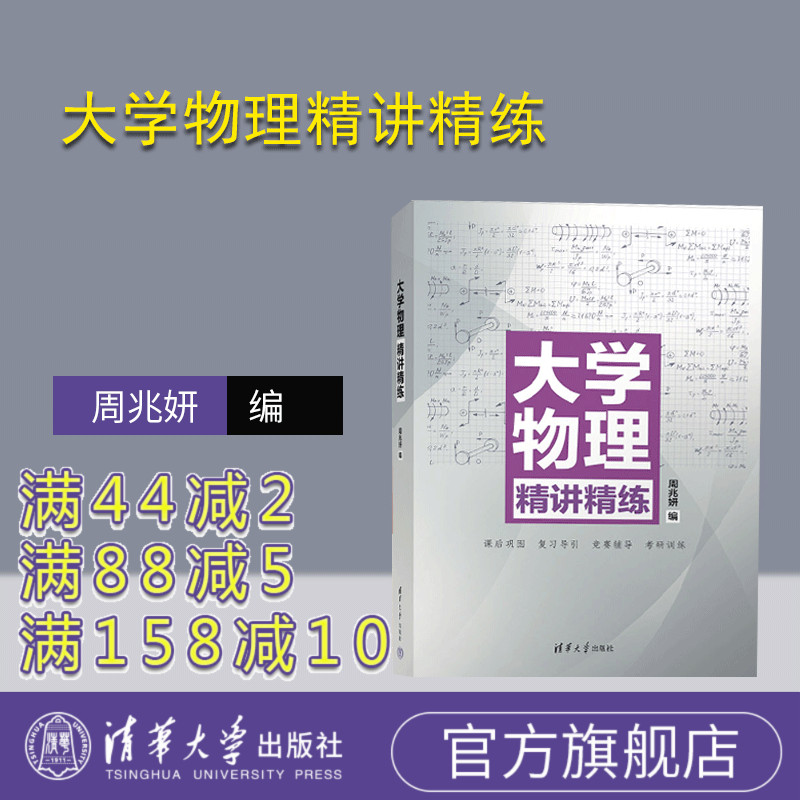 大学物理精讲精练
周兆妍 编
满44减2
满88减5
满158减10
大学物理 精讲精练 周兆妍 编
大学
物理
精讲精练
周兆妍 编
课后巩固 复习导引 竞赛辅导 考研训练
清华大学出版社
清华大学出版社
TSINGHUA UNIVERSITY PRESS
官方旗舰店